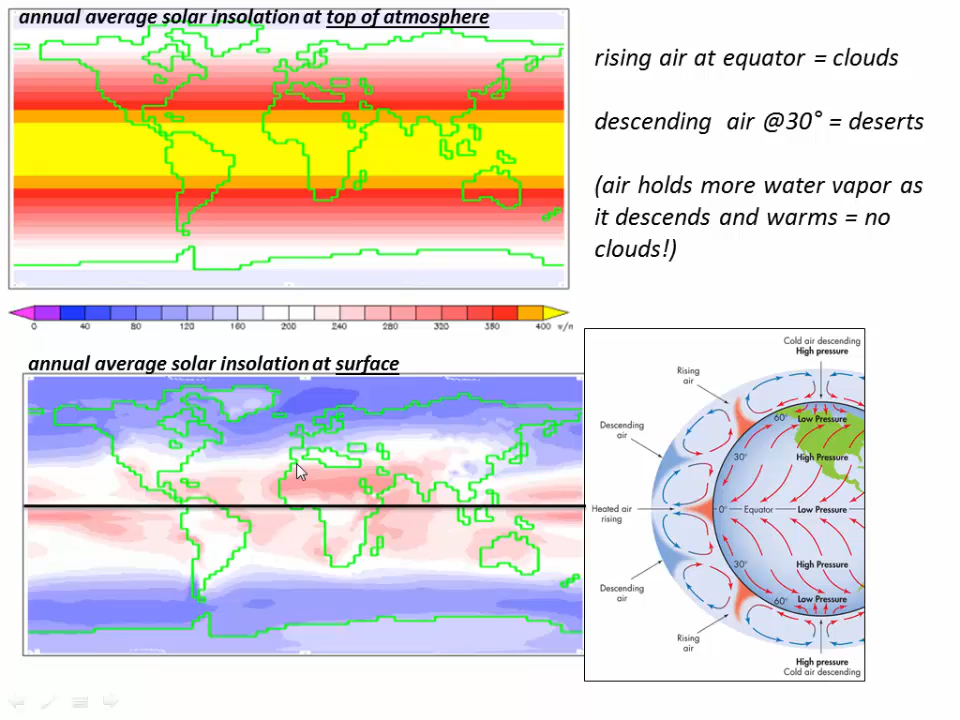 annual average solar insolation at top of atmosphere
rising air at equator = clouds
descending air @30° = deserts
(air holds more water vapor as
it descends and warms = no
clouds!)
0 40 80 120 160 200 240 280 320 360 400 w/m
annual average solar insolation at surface
Cold air descending
High pressure
Rising
air
60°
Low Pressure
Descending
air
30°
High Pressure
Heated air
rising
0°
Equator
Low Pressure
30°
High Pressure
Descending
air
60°
Low Pressure
Rising
air
High pressure
Cold air descending